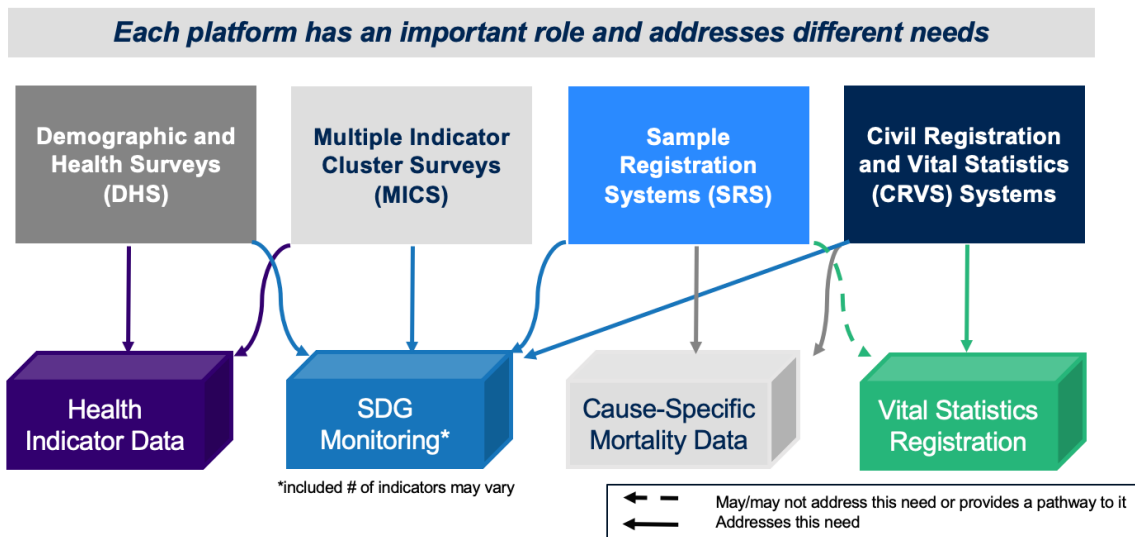 Each platform has an important role and addresses different needs
Demographic and
Health Surveys
(DHS)
Multiple Indicator
Cluster Surveys
(MICS)
Sample
Registration
Systems (SRS)
Civil Registration
and Vital Statistics
(CRVS) Systems
Health
Indicator Data
SDG
Monitoring*
Cause-Specific
Mortality Data
Vital Statistics
Registration
*included # of indicators may vary
May/may not address this need or provides a pathway to it
Addresses this need